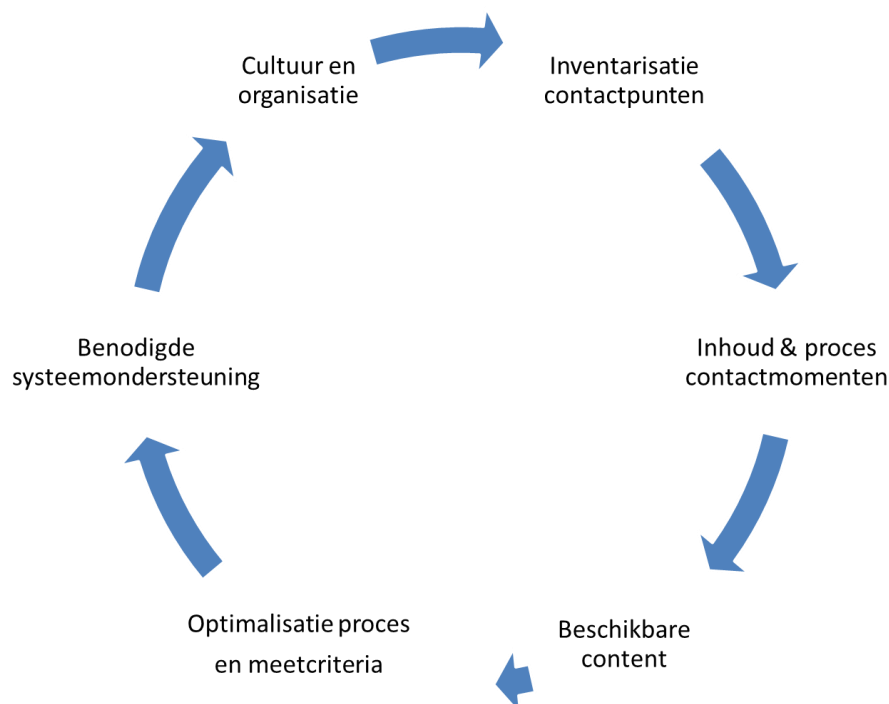 Cultuur en
organisatie
Inventarisatie
contactpunten
Inhoud & proces
contactmomenten
Beschikbare
content
Optimalisatie proces
en meetcriteria
Benodigde
systeemondersteuning